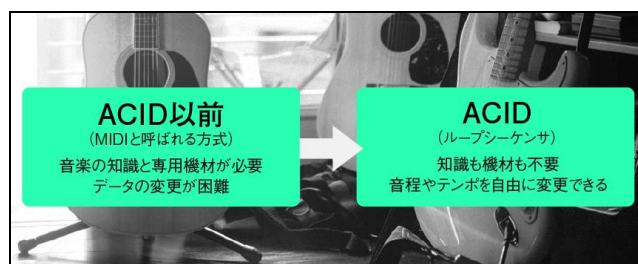 ACID以前
(MIDIと呼ばれる方式)
音楽の知識と専用機材が必要
データの変更が困難
ACID
(ループシーケンサ)
知識も機材も不要
音程やテンポを自由に変更できる